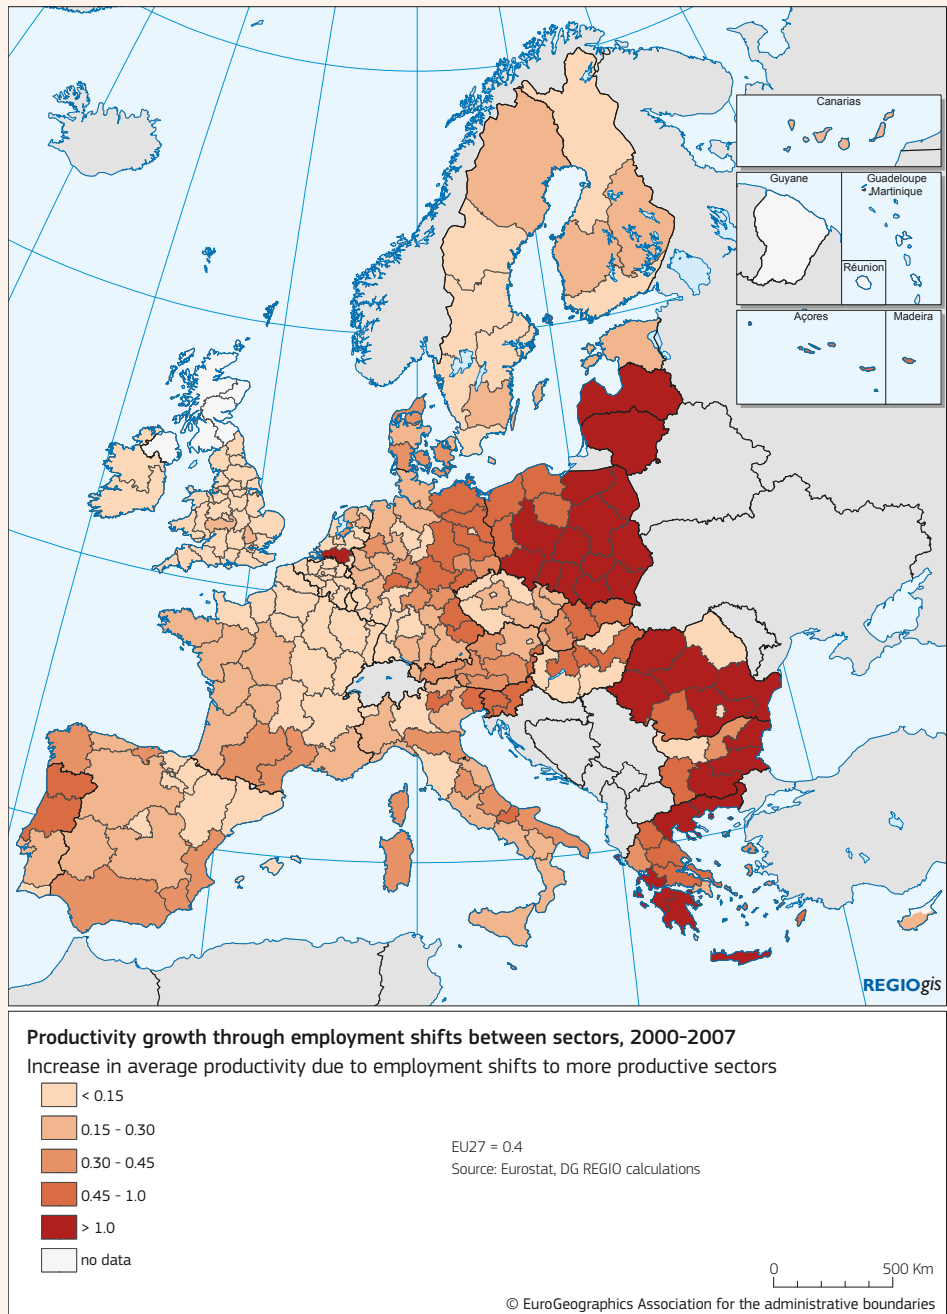 Canarias
Guyane
Guadeloupe
Martinique
Réunion
Açores
Madeira
REGIOgis
Productivity growth through employment shifts between sectors, 2000-2007
Increase in average productivity due to employment shifts to more productive sectors
< 0.15
0.15 - 0.30
0.30 - 0.45
0.45 - 1.0
> 1.0
no data
EU27 = 0.4
Source: Eurostat, DG REGIO calculations
0 500 Km
© EuroGeographics Association for the administrative boundaries